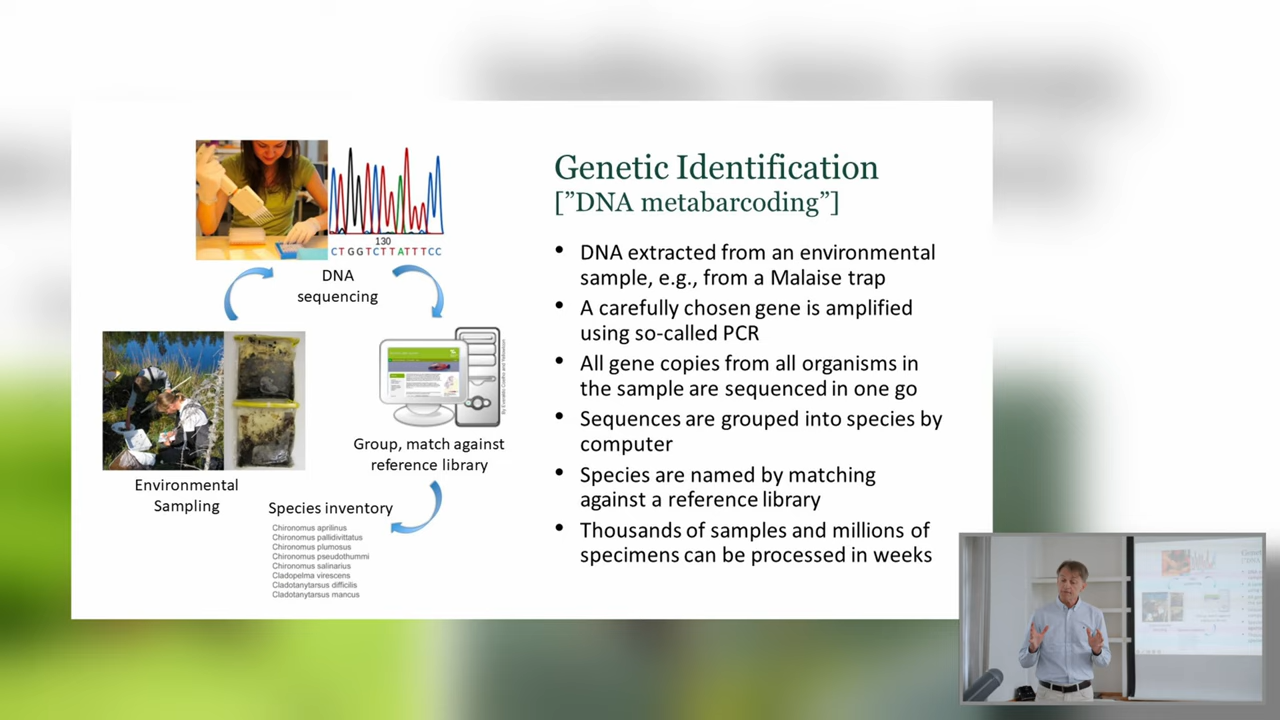 Genetic Identification
["DNA metabarcoding"]
• DNA extracted from an environmental
sample, e.g., from a Malaise trap
• A carefully chosen gene is amplified
using so-called PCR
• All gene copies from all organisms in
the sample are sequenced in one go
• Sequences are grouped into species by
computer
• Species are named by matching
against a reference library
• Thousands of samples and millions of
specimens can be processed in weeks
130
CTGGTCTTATTTCC
DNA
sequencing
Group, match against
reference library
Environmental
Sampling
Species inventory
Chironomus aprilinus
Chironomus pallidivittatus
Chironomus plumosus
Chironomus pseudothummi
Chironomus salinarius
Cladopelma virescens
Cladotanytarsus difficilis
Cladotanytarsus mancus